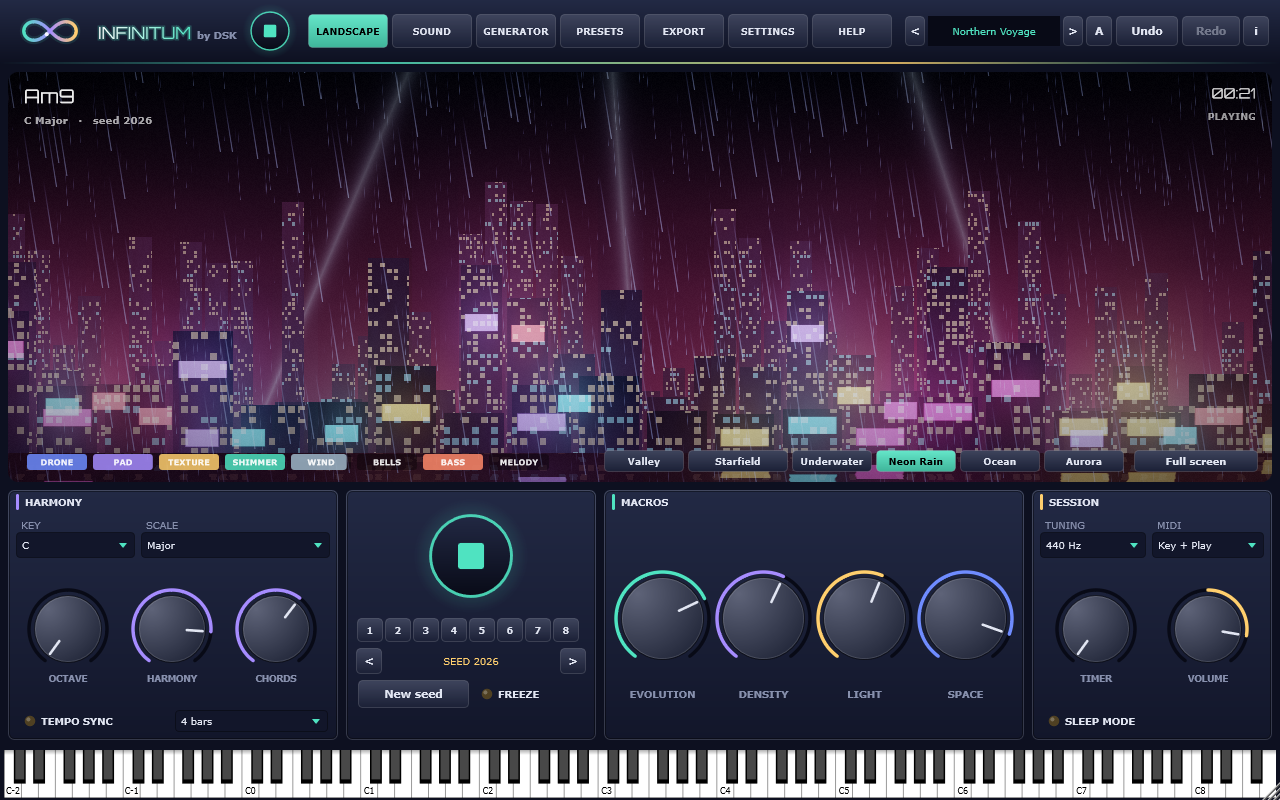 INFINITUM by DSK
LANDSCAPE SOUND GENERATOR PRESETS EXPORT SETTINGS HELP
< Northern Voyage > A Undo Redo i
Am9
C Major · seed 2026
00:21
PLAYING
DRONE PAD TEXTURE SHIMMER WIND BELLS BASS MELODY
Valley Starfield Underwater Neon Rain Ocean Aurora Full screen
HARMONY
KEY SCALE
C Major
OCTAVE HARMONY CHORDS
TEMPO SYNC 4 bars
1 2 3 4 5 6 7 8
< SEED 2026 >
New seed FREEZE
MACROS
EVOLUTION DENSITY LIGHT SPACE
SESSION
TUNING MIDI
440 Hz Key + Play
TIMER VOLUME
SLEEP MODE
C-2 C-1 C0 C1 C2 C3 C4 C5 C6 C7 C8